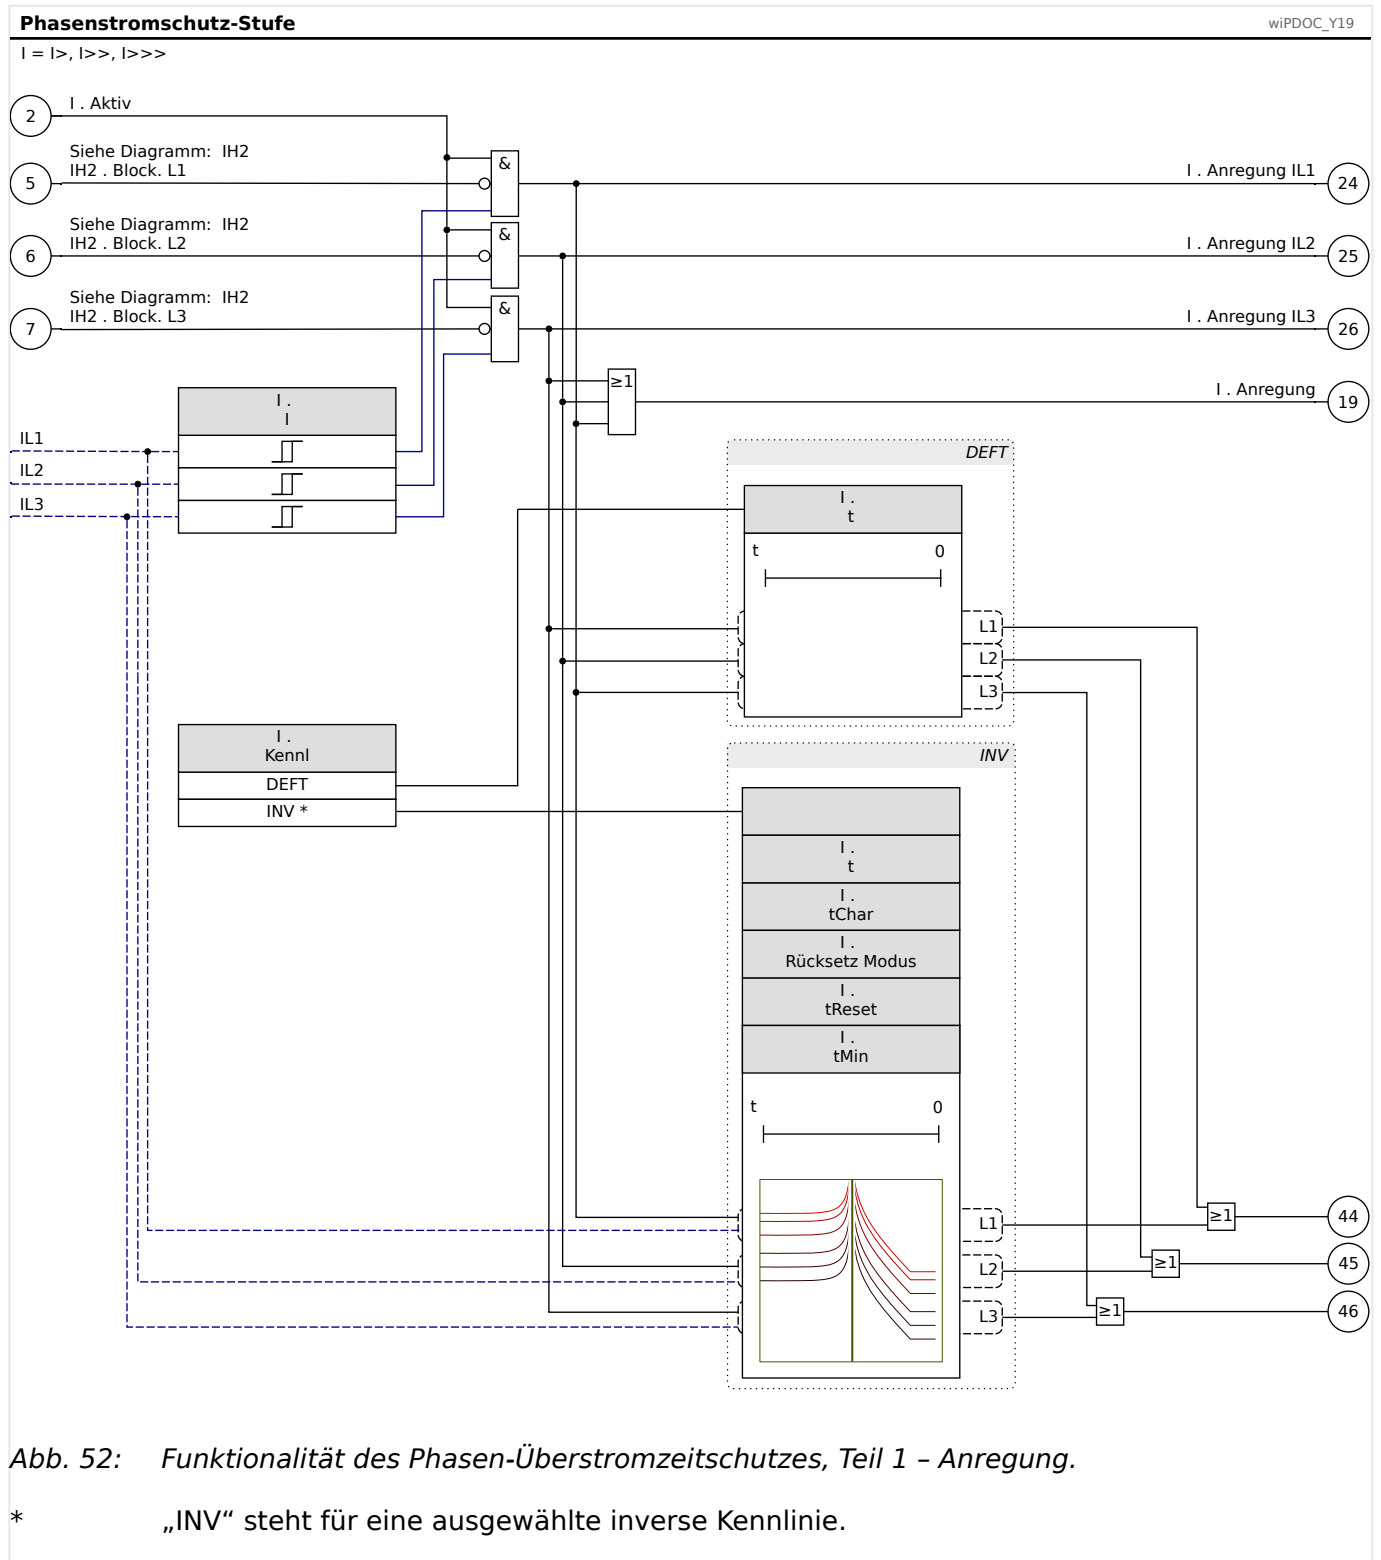 Phasenstromschutz-Stufe
wiPDOC_Y19
I = I>, I>>, I>>>
2
I . Aktiv
Siehe Diagramm:  IH2
IH2 . Block. L1
5
&
I . Anregung IL1
24
Siehe Diagramm:  IH2
IH2 . Block. L2
6
&
I . Anregung IL2
25
Siehe Diagramm:  IH2
IH2 . Block. L3
7
&
I . Anregung IL3
26
≥1
I . Anregung
19
I .
I
IL1
IL2
IL3
DEFT
I .
t
t
0
L1
L2
L3
I .
Kennl
DEFT
INV *
INV
I .
t
I .
tChar
I .
Rücksetz Modus
I .
tReset
I .
tMin
t
0
L1
≥1
44
L2
≥1
45
L3
≥1
46
Abb. 52: Funktionalität des Phasen-Überstromzeitschutzes, Teil 1 – Anregung.
* „INV“ steht für eine ausgewählte inverse Kennlinie.